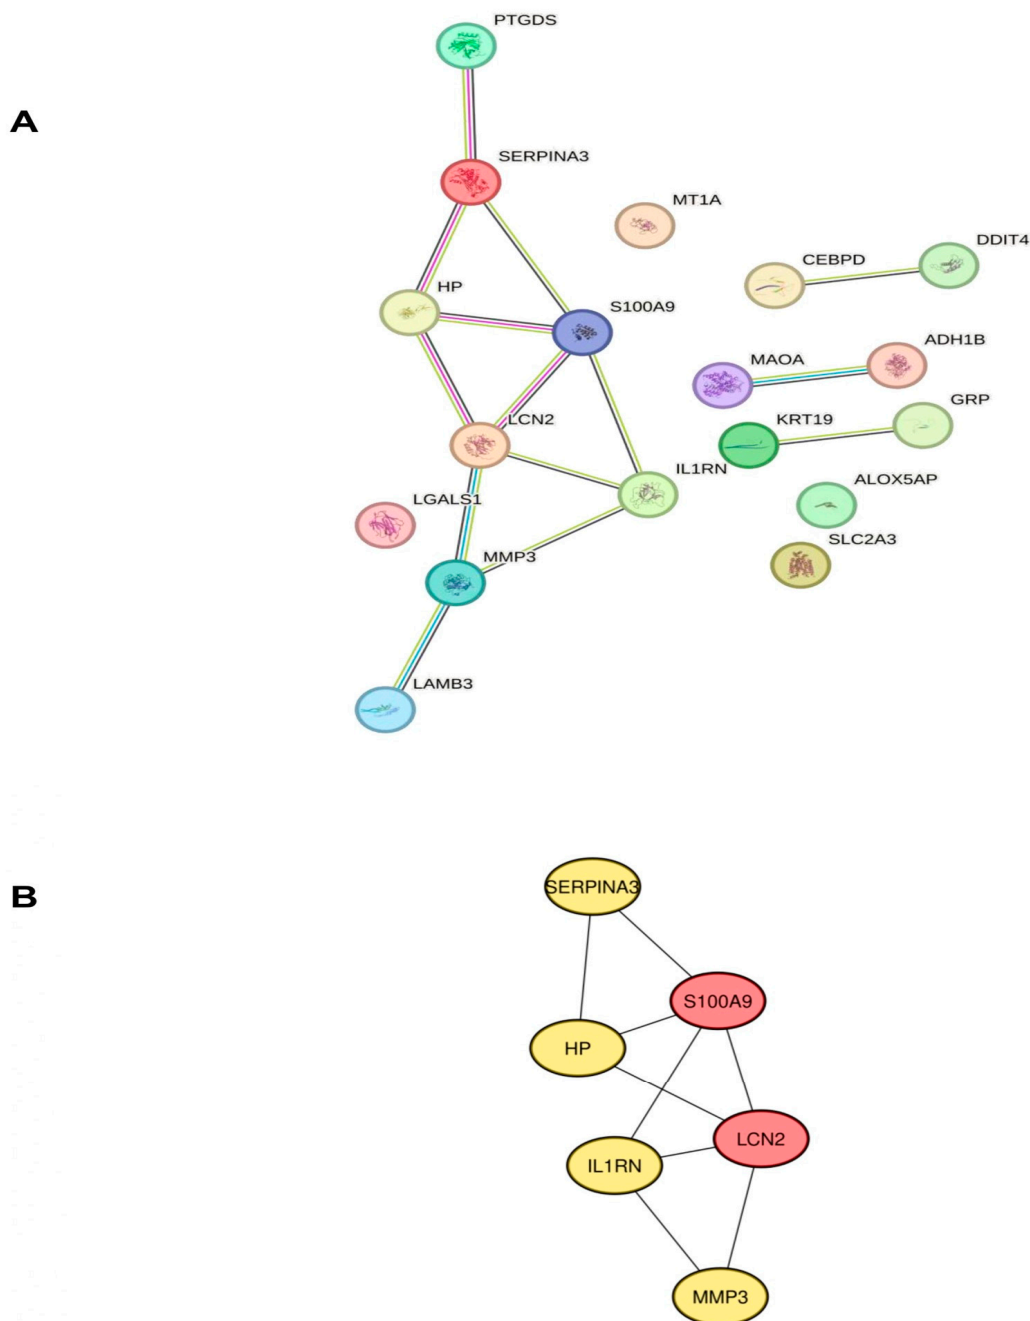 PTGDS
A
SERPINA3
MT1A
DDIT4
CEBPD
HP
S100A9
ADH1B
MAOA
GRP
KRT19
LCN2
IL1RN
ALOX5AP
LGALS1
SLC2A3
MMP3
LAMB3
B
SERPINA3
S100A9
HP
LCN2
IL1RN
MMP3